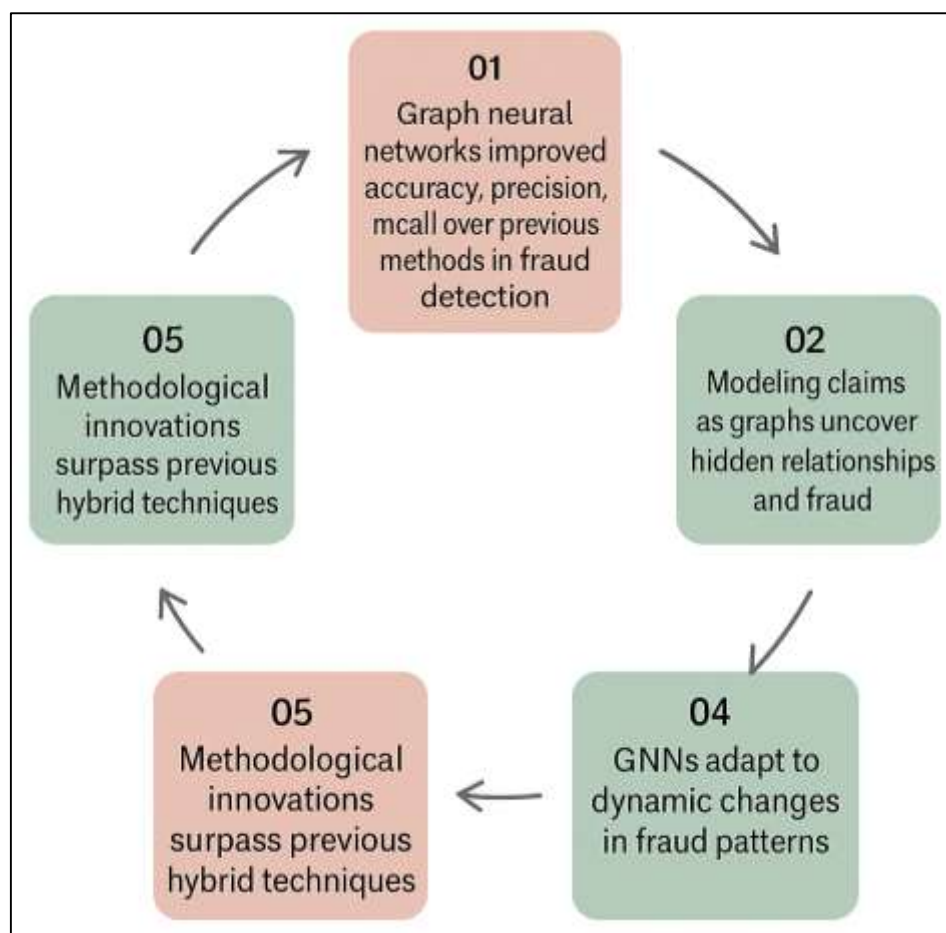 01
Graph neural
networks improved
accuracy, precision,
mcall over previous
methods in fraud
detection
02
Modeling claims
as graphs uncover
hidden relationships
and fraud
04
GNNs adapt to
dynamic changes
in fraud patterns
05
Methodological
innovations
surpass previous
hybrid techniques
05
Methodological
innovations
surpass previous
hybrid techniques